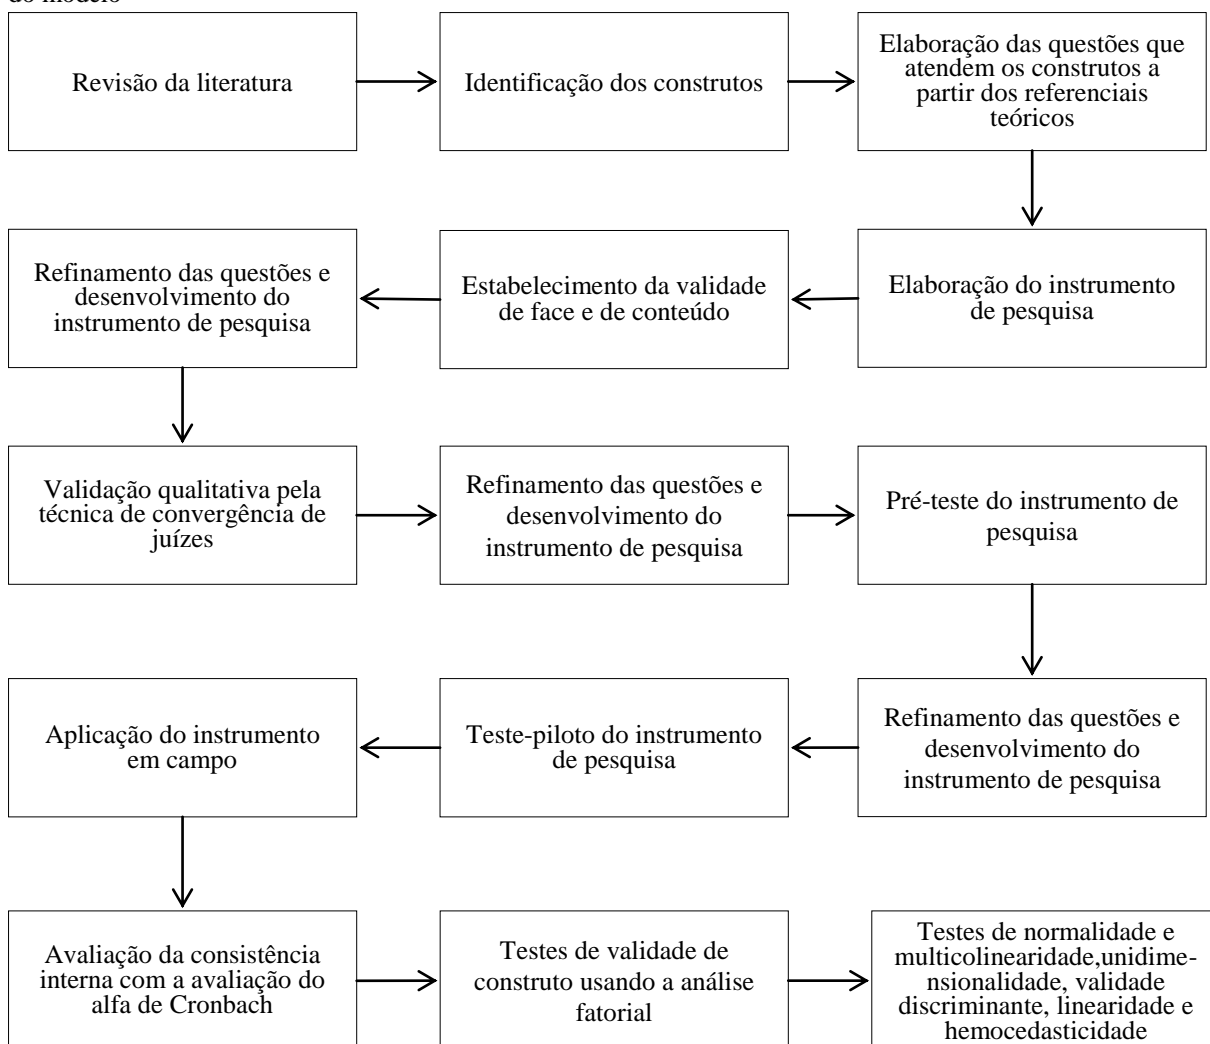 do modelo
Revisão da literatura
Identificação dos construtos
Elaboração das questões que
atendem os construtos a
partir dos referenciais
teóricos
Refinamento das questões e
desenvolvimento do
instrumento de pesquisa
Estabelecimento da validade
de face e de conteúdo
Elaboração do instrumento
de pesquisa
Validação qualitativa pela
técnica de convergência de
juízes
Refinamento das questões e
desenvolvimento do
instrumento de pesquisa
Pré-teste do instrumento de
pesquisa
Aplicação do instrumento
em campo
Teste-piloto do instrumento
de pesquisa
Refinamento das questões e
desenvolvimento do
instrumento de pesquisa
Avaliação da consistência
interna com a avaliação do
alfa de Cronbach
Testes de validade de
construto usando a análise
fatorial
Testes de normalidade e
multicolinearidade,unidime-
nsionalidade, validade
discriminante, linearidade e
hemocedasticidade